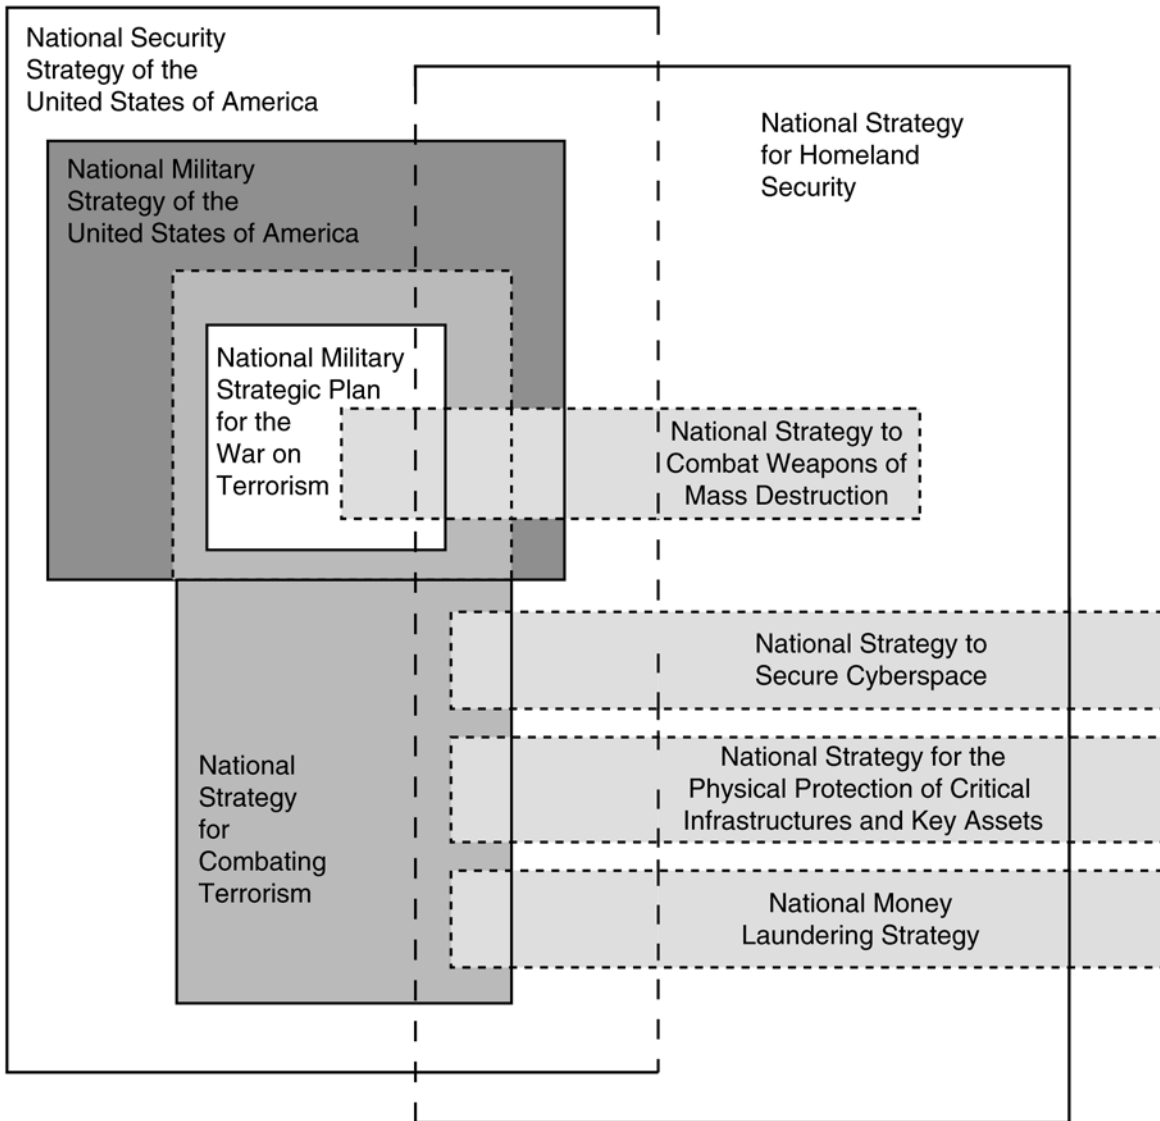 National Security
Strategy of the
United States of America
National Strategy
for Homeland
Security
National Military
Strategy of the
United States of America
National Military
Strategic Plan
for the
War on
Terrorism
National Strategy to
Combat Weapons of
Mass Destruction
National Strategy to
Secure Cyberspace
National Strategy for the
Physical Protection of Critical
Infrastructures and Key Assets
National
Strategy
for
Combating
Terrorism
National Money
Laundering Strategy